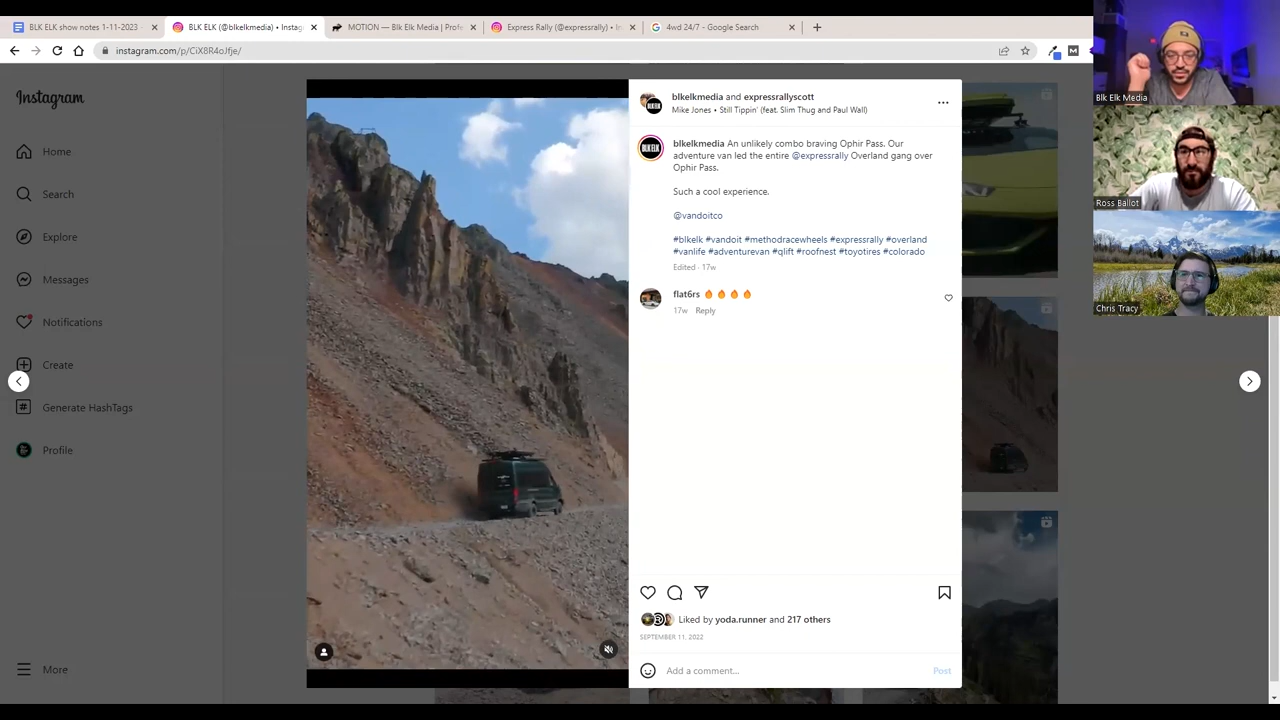 BLK ELK show notes 1-11-2023
BLK ELK (@blkelkmedia) • Instag
MOTION — Blk Elk Media | Profe
Express Rally (@expressrally) • In
4wd 24/7 - Google Search
instagram.com/p/CiX8R4oJfje/
Instagram
Home
Search
Explore
Messages
Notifications
Create
Generate HashTags
Profile
More
blkelkmedia and expressrallyscott
Mike Jones • Still Tippin' (feat. Slim Thug and Paul Wall)
BLK ELK
blkelkmedia An unlikely combo braving Ophir Pass. Our
adventure van led the entire @expressrally Overland gang over
Ophir Pass.
Such a cool experience.
@vandoitco
#blkelk #vandoit #methodracewheels #expressrally #overland
#vanlife #adventurevan #qlift #roofnest #toyotires #colorado
Edited · 17w
flat6rs 🔥 🔥 🔥 🔥
17w Reply
Liked by yoda.runner and 217 others
SEPTEMBER 11, 2022
Add a comment...
Post
Blk Elk Media
Ross Ballot
Chris Tracy